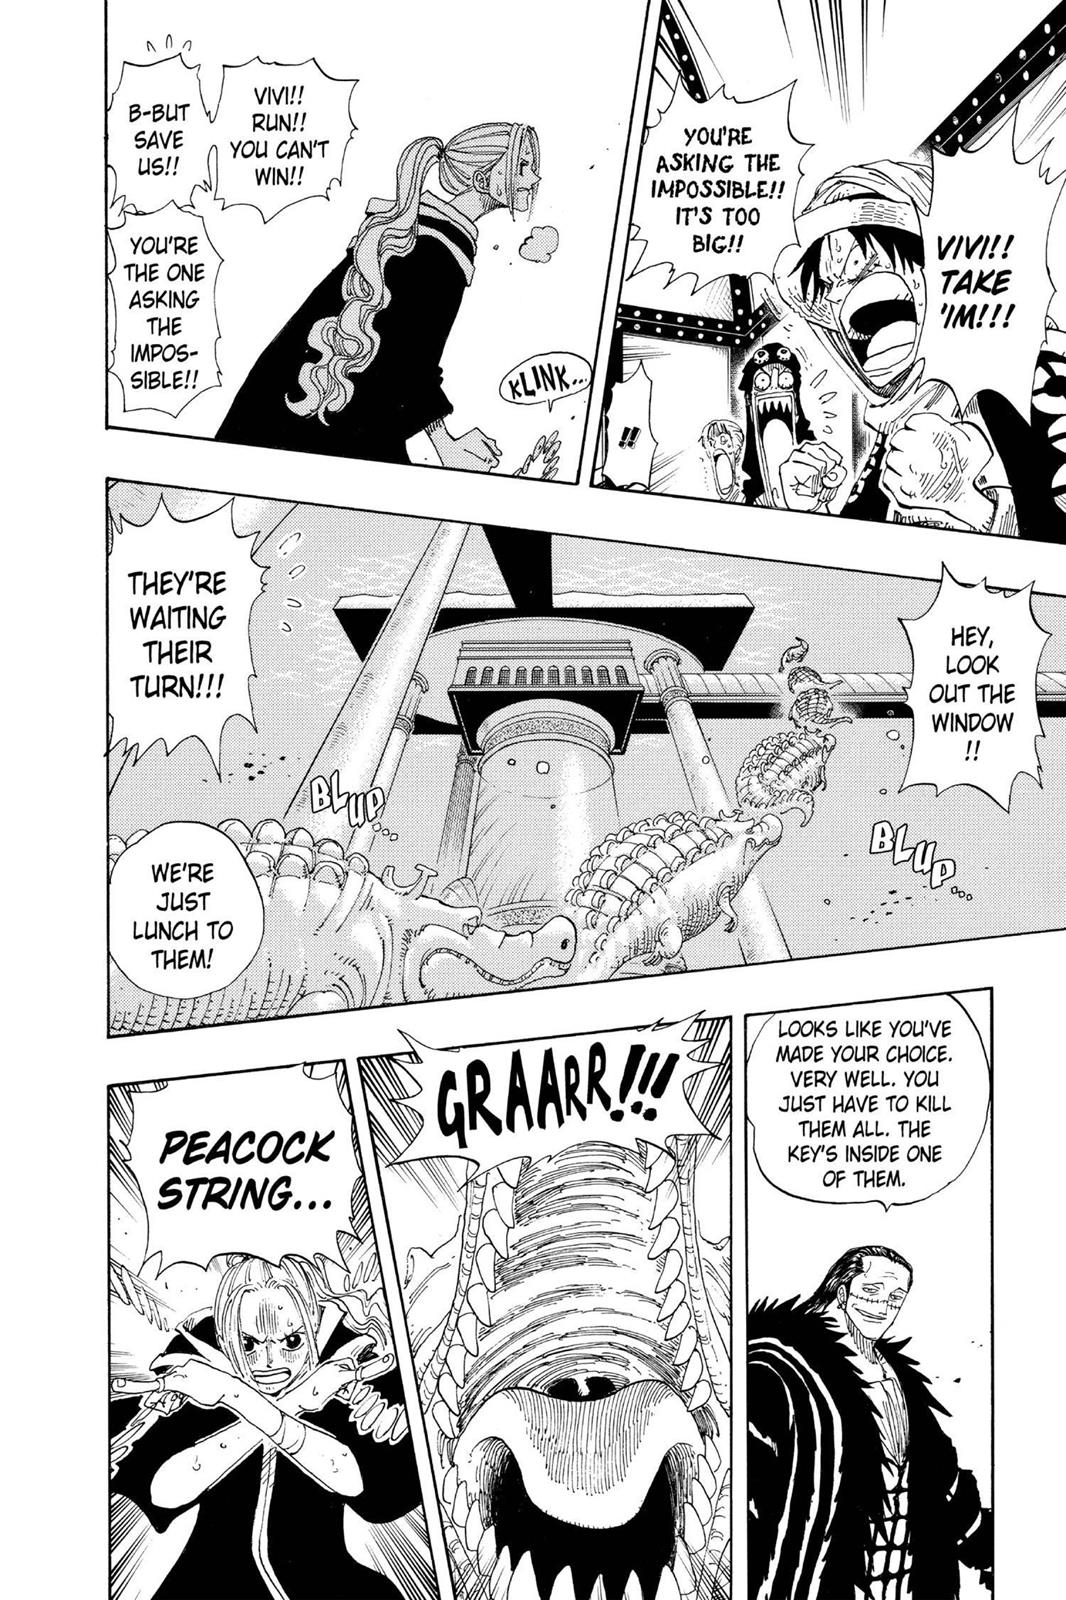 VIVI!!
TAKE
'IM!!!
YOU'RE
ASKING THE
IMPOSSIBLE!!
IT'S TOO
BIG!!
!!
VIVI!!
RUN!!
YOU CAN'T
WIN!!
B-BUT
SAVE
US!!
YOU'RE
THE ONE
ASKING
THE
IMPOS-
SIBLE!!
KLINK...
HEY,
LOOK
OUT THE
WINDOW
!!
BLUP...
THEY'RE
WAITING
THEIR
TURN!!!
BLUP...
WE'RE
JUST
LUNCH TO
THEM!
LOOKS LIKE YOU'VE
MADE YOUR CHOICE.
VERY WELL. YOU
JUST HAVE TO KILL
THEM ALL. THE
KEY'S INSIDE ONE
OF THEM.
GRAARR!!!
PEACOCK
STRING...